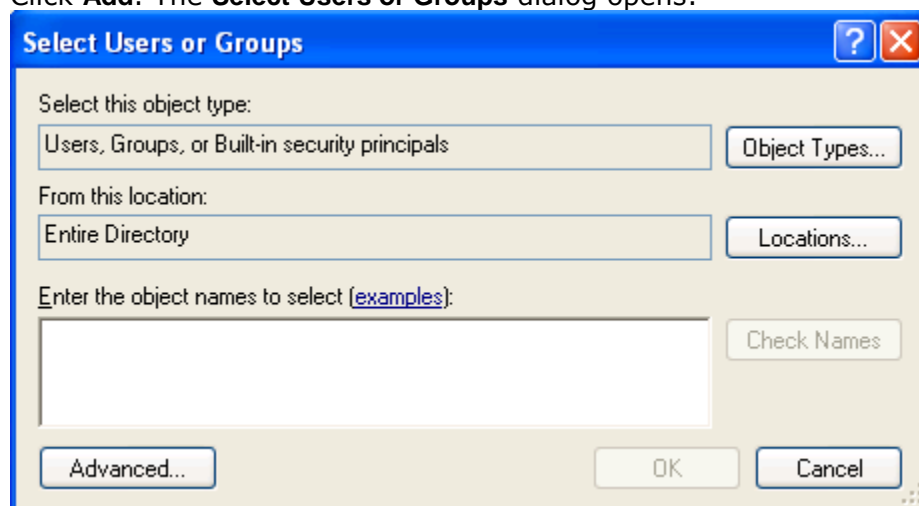 Click Add. The Select Users or Groups dialog opens.
Select Users or Groups
Select this object type:
Users, Groups, or Built-in security principals
Object Types...
From this location:
Entire Directory
Locations...
Enter the object names to select (examples):
Check Names
Advanced...
OK
Cancel